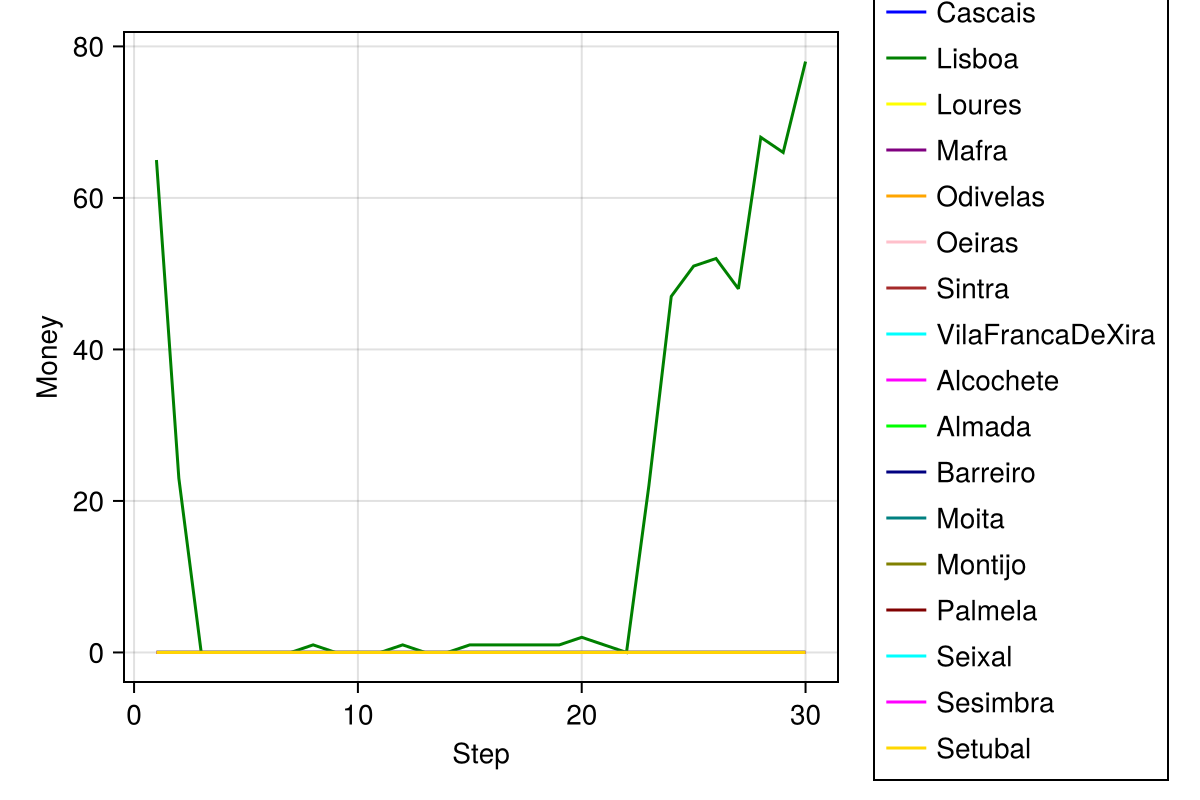 80
60
40
20
0
Money
0 10 20 30
Step
Cascais
Lisboa
Loures
Mafra
Odivelas
Oeiras
Sintra
VilaFrancaDeXira
Alcochete
Almada
Barreiro
Moita
Montijo
Palmela
Seixal
Sesimbra
Setubal